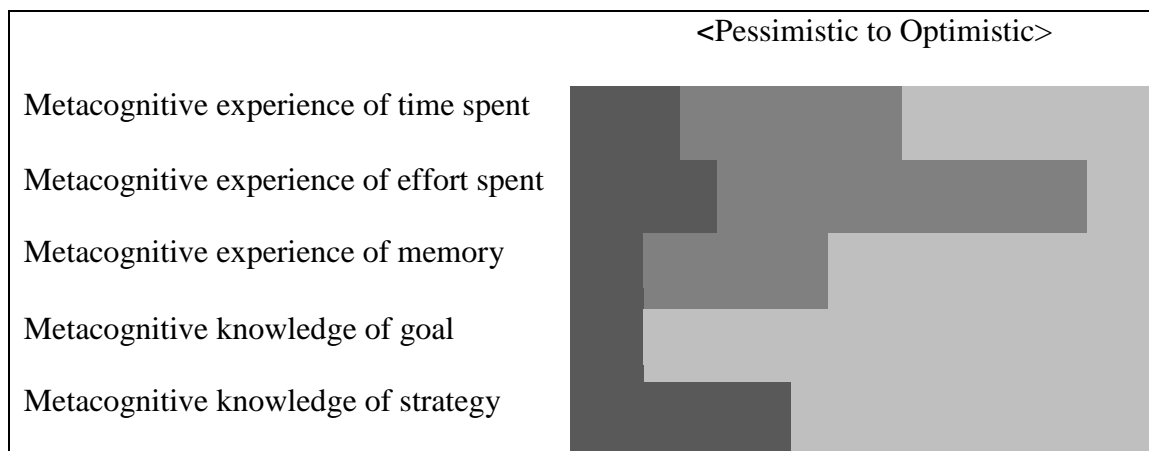 <Pessimistic to Optimistic>
Metacognitive experience of time spent
Metacognitive experience of effort spent
Metacognitive experience of memory
Metacognitive knowledge of goal
Metacognitive knowledge of strategy